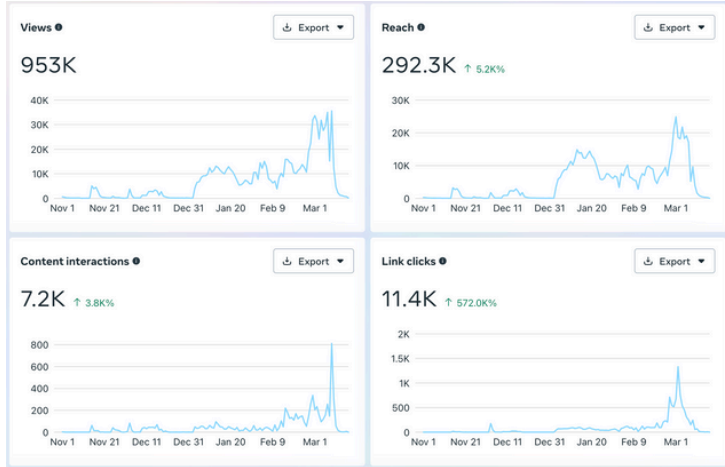 Views
Export
953K
40K
30K
20K
10K
0
Nov 1 Nov 21 Dec 11 Dec 31 Jan 20 Feb 9 Mar 1
Reach
Export
292.3K ↑ 5.2K%
30K
20K
10K
0
Nov 1 Nov 21 Dec 11 Dec 31 Jan 20 Feb 9 Mar 1
Content interactions
Export
7.2K ↑ 3.8K%
800
600
400
200
0
Nov 1 Nov 21 Dec 11 Dec 31 Jan 20 Feb 9 Mar 1
Link clicks
Export
11.4K ↑ 572.0K%
2K
1.5K
1K
500
0
Nov 1 Nov 21 Dec 11 Dec 31 Jan 20 Feb 9 Mar 1